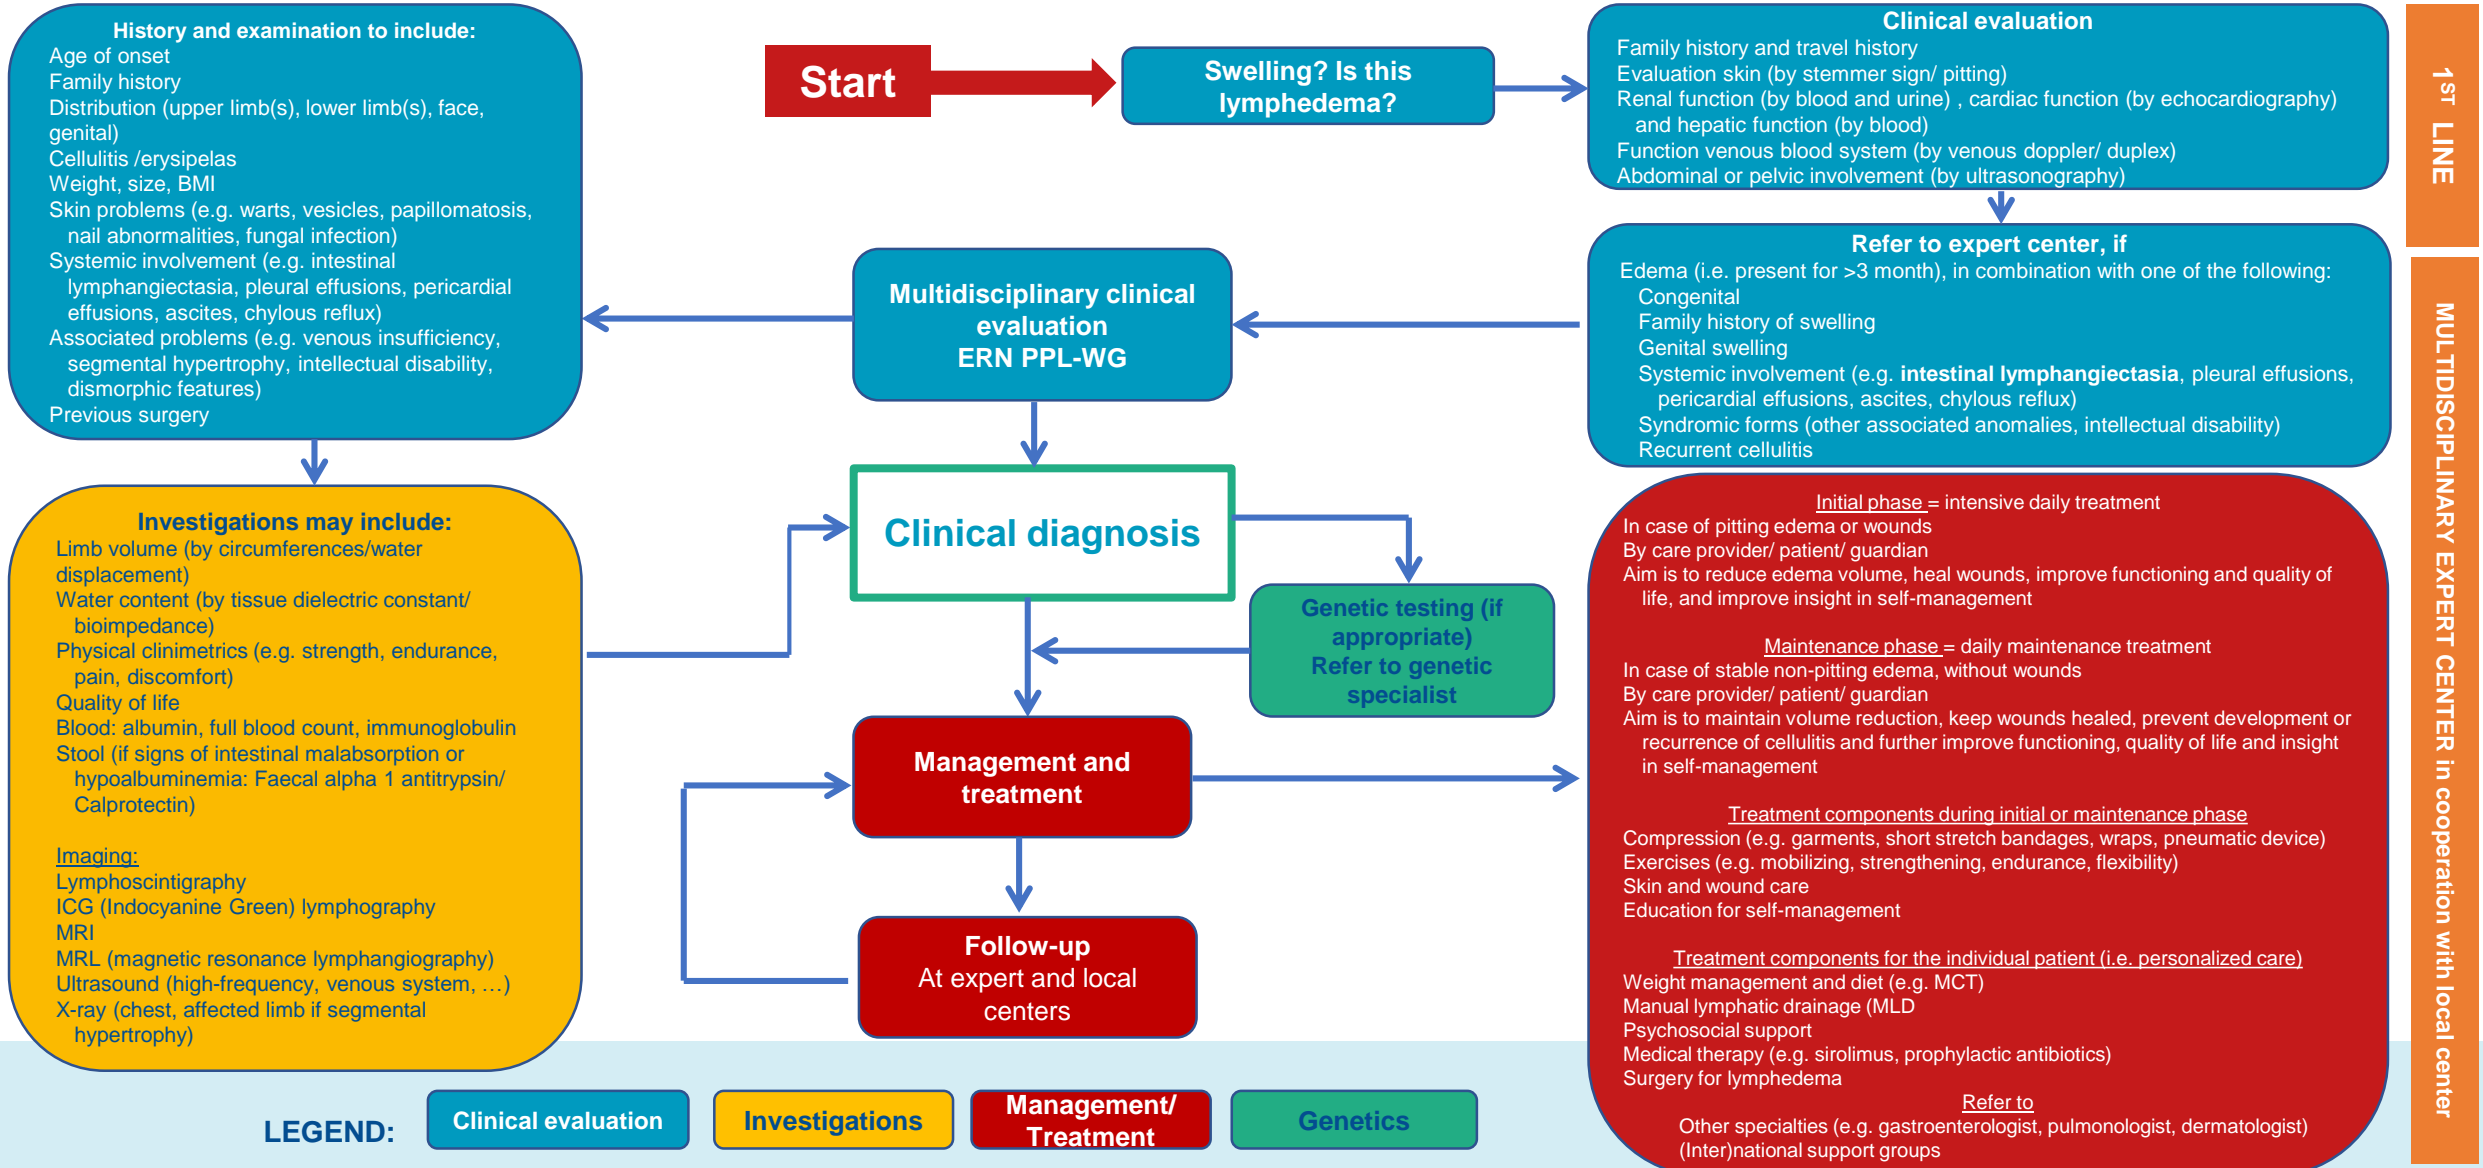 History and examination to include:
Age of onset
Family history
Distribution (upper limb(s), lower limb(s), face,
genital)
Cellulitis /erysipelas
Weight, size, BMI
Skin problems (e.g. warts, vesicles, papillomatosis,
nail abnormalities, fungal infection)
Systemic involvement (e.g. intestinal
lymphangiectasia, pleural effusions, pericardial
effusions, ascites, chylous reflux)
Associated problems (e.g. venous insufficiency,
segmental hypertrophy, intellectual disability,
dismorphic features)
Previous surgery
Start
Swelling? Is this
lymphedema?
Clinical evaluation
Family history and travel history
Evaluation skin (by stemmer sign/ pitting)
Renal function (by blood and urine) , cardiac function (by echocardiography)
and hepatic function (by blood)
Function venous blood system (by venous doppler/ duplex)
Abdominal or pelvic involvement (by ultrasonography)
1ST LINE
Refer to expert center, if
Edema (i.e. present for >3 month), in combination with one of the following:
Congenital
Family history of swelling
Genital swelling
Systemic involvement (e.g. intestinal lymphangiectasia, pleural effusions,
pericardial effusions, ascites, chylous reflux)
Syndromic forms (other associated anomalies, intellectual disability)
Recurrent cellulitis
MULTIDISCIPLINARY EXPERT CENTER in cooperation with local center
Multidisciplinary clinical
evaluation
ERN PPL-WG
Investigations may include:
Limb volume (by circumferences/water
displacement)
Water content (by tissue dielectric constant/
bioimpedance)
Physical clinimetrics (e.g. strength, endurance,
pain, discomfort)
Quality of life
Blood: albumin, full blood count, immunoglobulin
Stool (if signs of intestinal malabsorption or
hypoalbuminemia: Faecal alpha 1 antitrypsin/
Calprotectin)
Imaging:
Lymphoscintigraphy
ICG (Indocyanine Green) lymphography
MRI
MRL (magnetic resonance lymphangiography)
Ultrasound (high-frequency, venous system, …)
X-ray (chest, affected limb if segmental
hypertrophy)
Clinical diagnosis
Genetic testing (if
appropriate)
Refer to genetic
specialist
Management and
treatment
Follow-up
At expert and local
centers
Initial phase = intensive daily treatment
In case of pitting edema or wounds
By care provider/ patient/ guardian
Aim is to reduce edema volume, heal wounds, improve functioning and quality of
life, and improve insight in self-management
Maintenance phase = daily maintenance treatment
In case of stable non-pitting edema, without wounds
By care provider/ patient/ guardian
Aim is to maintain volume reduction, keep wounds healed, prevent development or
recurrence of cellulitis and further improve functioning, quality of life and insight
in self-management
Treatment components during initial or maintenance phase
Compression (e.g. garments, short stretch bandages, wraps, pneumatic device)
Exercises (e.g. mobilizing, strengthening, endurance, flexibility)
Skin and wound care
Education for self-management
Treatment components for the individual patient (i.e. personalized care)
Weight management and diet (e.g. MCT)
Manual lymphatic drainage (MLD
Psychosocial support
Medical therapy (e.g. sirolimus, prophylactic antibiotics)
Surgery for lymphedema
Refer to
Other specialties (e.g. gastroenterologist, pulmonologist, dermatologist)
(Inter)national support groups
LEGEND:
Clinical evaluation
Investigations
Management/
Treatment
Genetics